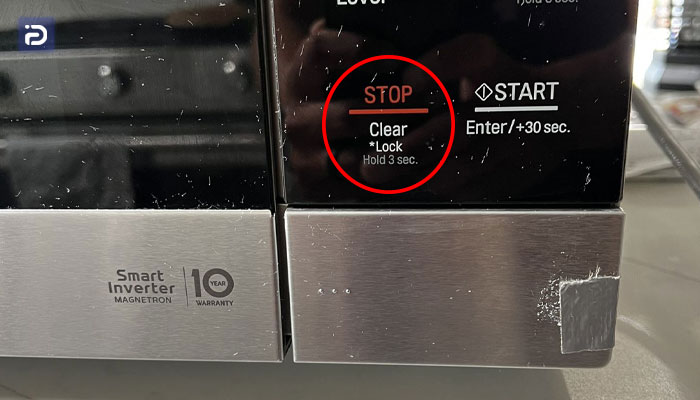 STOP
Clear
*Lock
Hold 3 sec.
START
Enter/+30 sec.
Smart
Inverter
MAGNETRON
10
YEAR
WARRANTY